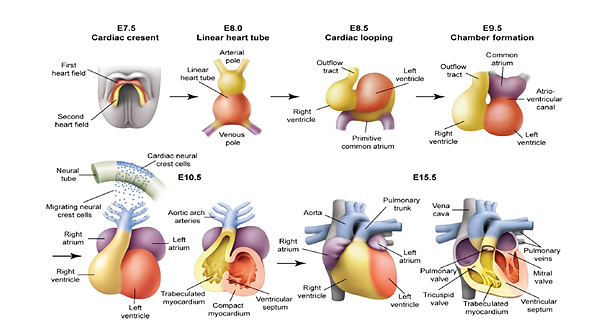 E7.5
Cardiac cresent
E8.0
Linear heart tube
E8.5
Cardiac looping
E9.5
Chamber formation
First
heart field
Second
heart field
Arterial
pole
Linear
heart tube
Venous
pole
Outflow
tract
Left
ventricle
Right
ventricle
Primitive
common atrium
Outflow
tract
Common
atrium
Atrio-
ventricular
canal
Right
ventricle
Left
ventricle
Cardiac neural
crest cells
Neural
tube
Migrating neural
crest cells
E10.5
Right
atrium
Left
atrium
Right
ventricle
Left
ventricle
Aortic arch
arteries
Trabeculated
myocardium
Compact
myocardium
Ventricular
septum
E15.5
Aorta
Pulmonary
trunk
Right
atrium
Left
atrium
Right
ventricle
Left
ventricle
Vena
cava
Pulmonary
veins
Pulmonary
valve
Mitral
valve
Tricuspid
valve
Trabeculated
myocardium
Ventricular
septum